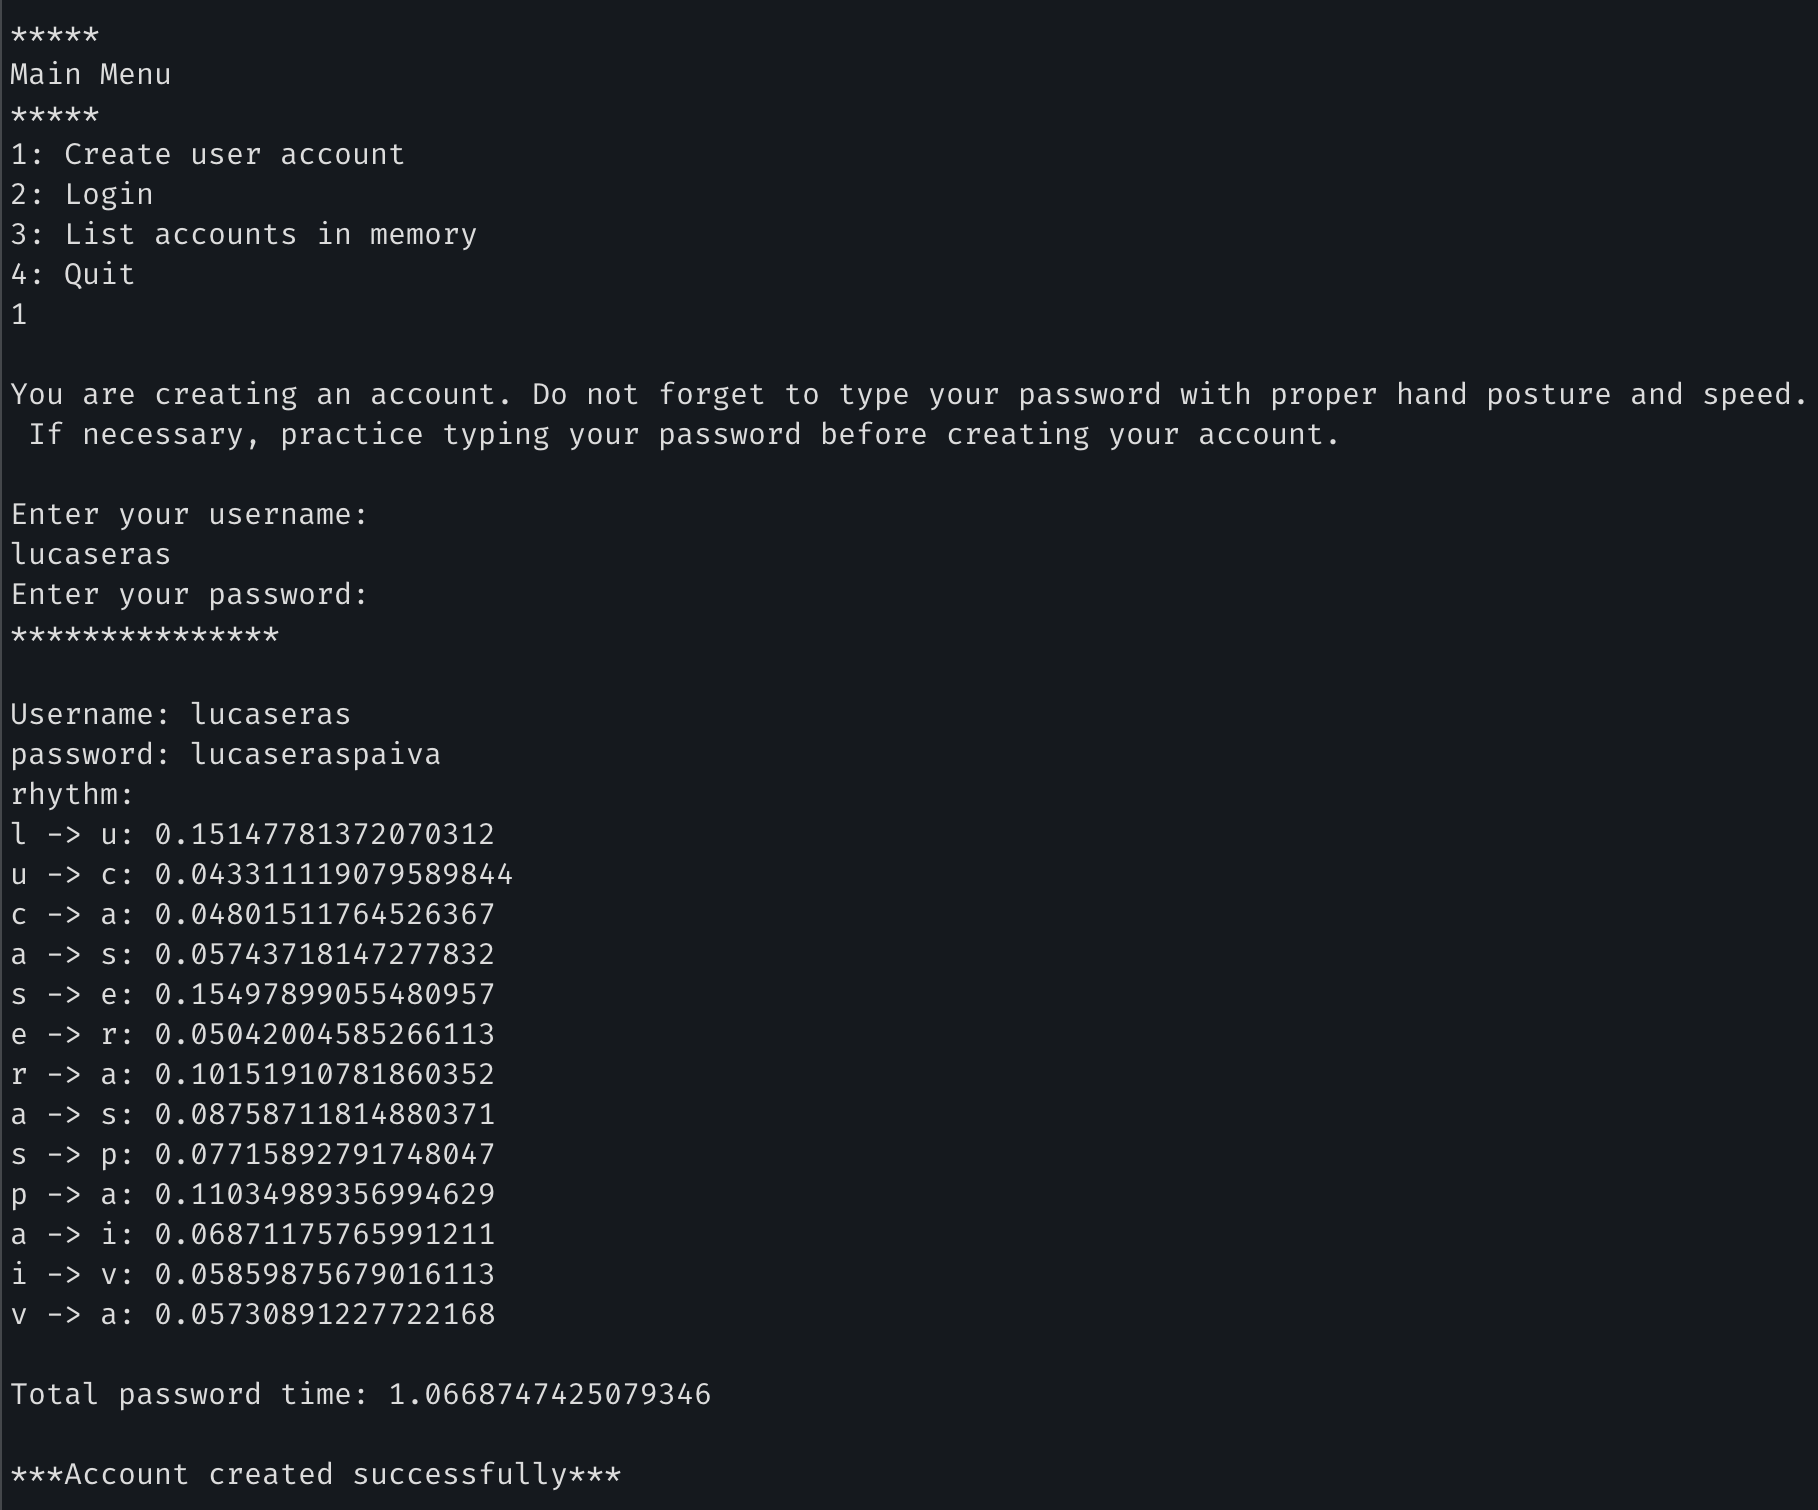 *****
Main Menu
*****
1: Create user account
2: Login
3: List accounts in memory
4: Quit
1
You are creating an account. Do not forget to type your password with proper hand posture and speed.
If necessary, practice typing your password before creating your account.
Enter your username:
lucaseras
Enter your password:
***************
Username: lucaseras
password: lucaseraspaiva
rhythm:
l -> u: 0.15147781372070312
u -> c: 0.043311119079589844
c -> a: 0.04801511764526367
a -> s: 0.05743718147277832
s -> e: 0.15497899055480957
e -> r: 0.05042004585266113
r -> a: 0.10151910781860352
a -> s: 0.08758711814880371
s -> p: 0.07715892791748047
p -> a: 0.11034989356994629
a -> i: 0.06871175765991211
i -> v: 0.05859875679016113
v -> a: 0.05730891227722168
Total password time: 1.0668747425079346
***Account created successfully***